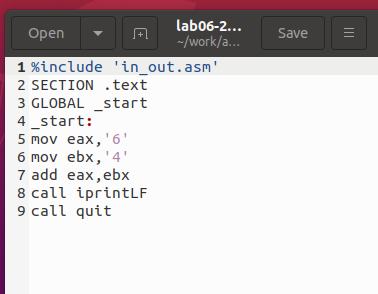 Open
lab06-2...
~/work/a...
Save
1 %include 'in_out.asm'
2 SECTION .text
3 GLOBAL _start
4 _start:
5 mov eax,'6'
6 mov ebx,'4'
7 add eax,ebx
8 call iprintLF
9 call quit